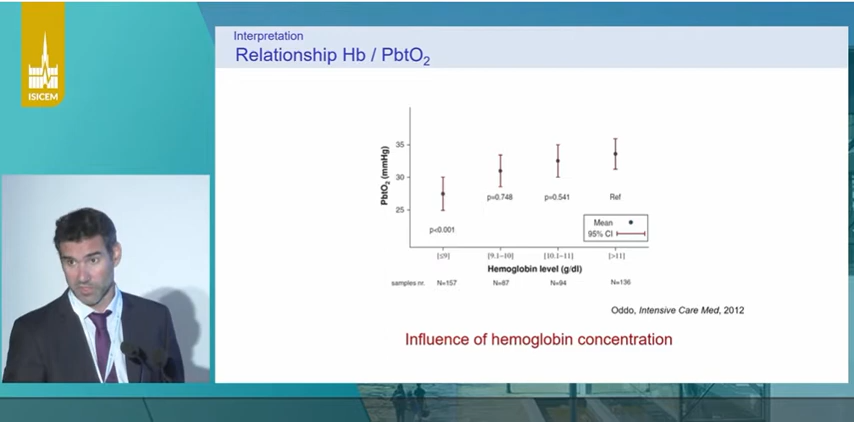 ISICEM
Interpretation
Relationship Hb / PbtO₂
PbtO₂ (mmHg)
35
30
25
p<0.001
p=0.748
p=0.541
Ref
Mean
95% CI
[≤9]
[9.1–10]
[10.1–11]
[>11]
Hemoglobin level (g/dl)
samples nr.
N=157
N=87
N=94
N=136
Oddo, Intensive Care Med, 2012
Influence of hemoglobin concentration